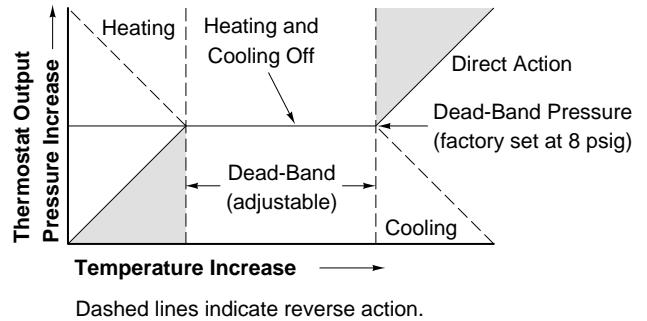 Heating
Heating and
Cooling Off
Direct Action
Dead-Band Pressure
(factory set at 8 psig)
Thermostat Output
Pressure Increase
Dead-Band
(adjustable)
Cooling
Temperature Increase
Dashed lines indicate reverse action.